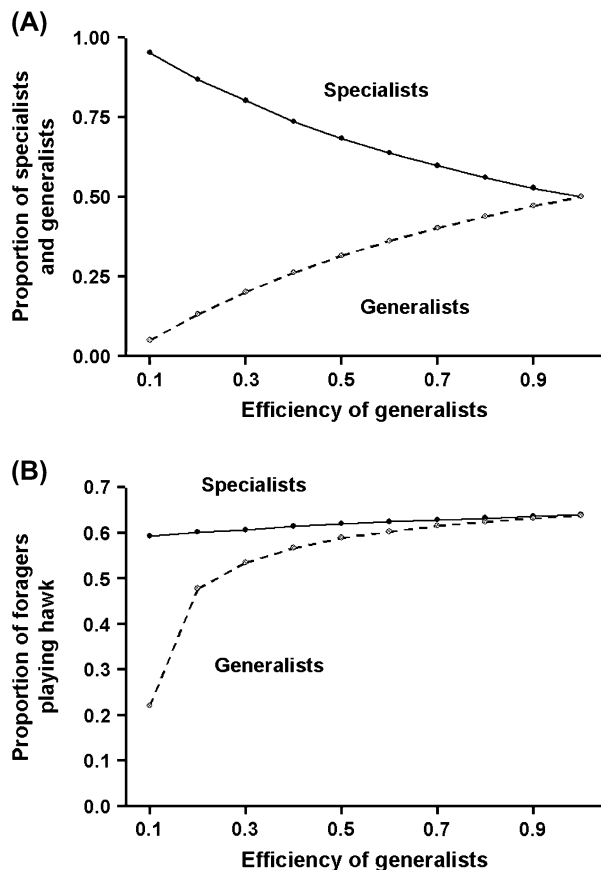 (A)
1.00
0.75
0.50
0.25
0.00
Proportion of specialists
and generalists
Specialists
Generalists
0.1 0.3 0.5 0.7 0.9
Efficiency of generalists
(B)
0.7
0.6
0.5
0.4
0.3
0.2
0.1
0.0
Proportion of foragers
playing hawk
Specialists
Generalists
0.1 0.3 0.5 0.7 0.9
Efficiency of generalists